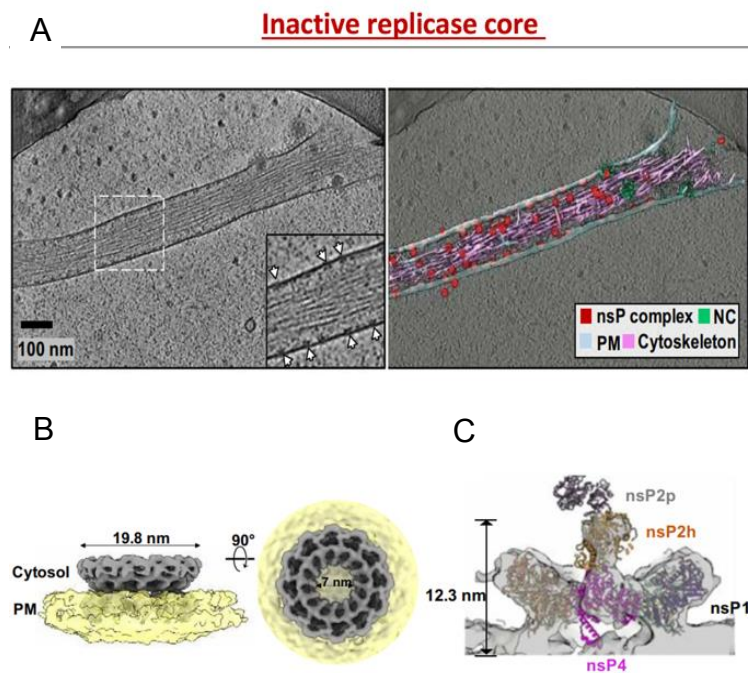 A
Inactive replicase core
100 nm
nsP complex NC
PM Cytoskeleton
B
C
19.8 nm
90°
Cytosol
7 nm
PM
nsP2p
nsP2h
12.3 nm
nsP1
nsP4